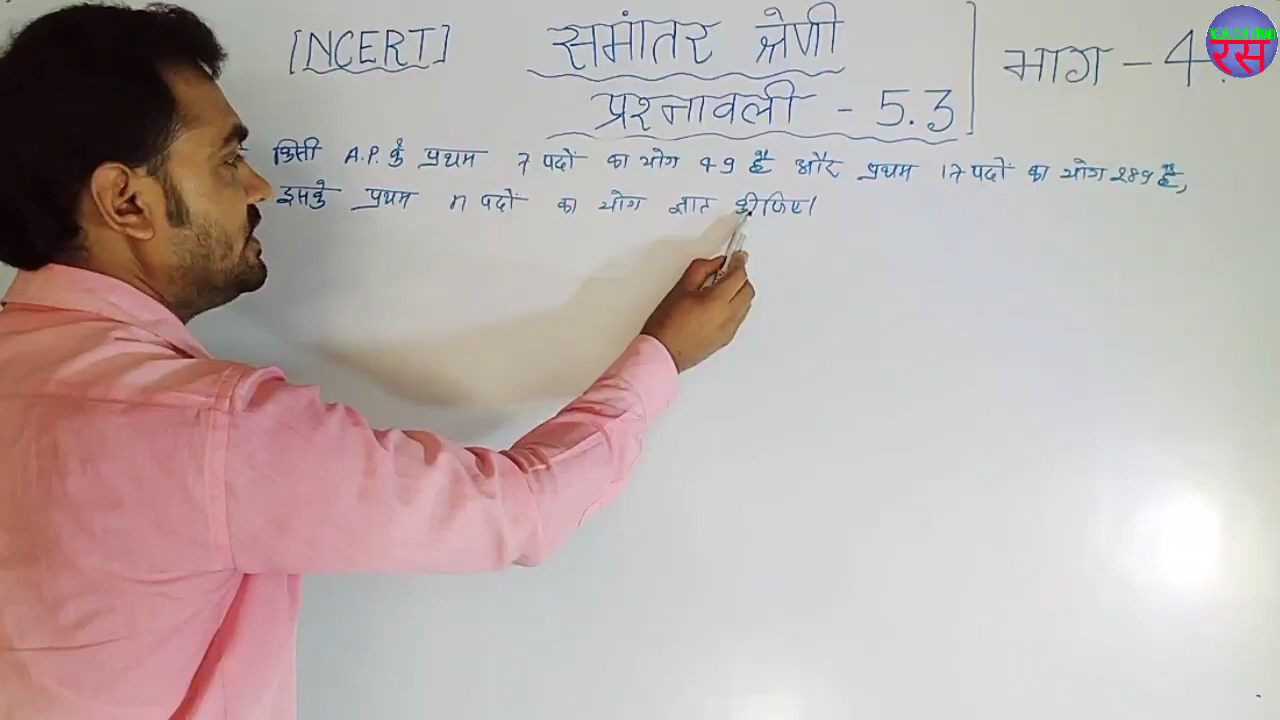 [NCERT] समांतर श्रेणी ] भाग - 4.
प्रश्नावली - 5.3
किसी A.P. के प्रथम 7 पदों का योग 49 है और प्रथम 17 पदों का योग 289 है,
इसके प्रथम n पदों का योग ज्ञात कीजिए।
रस